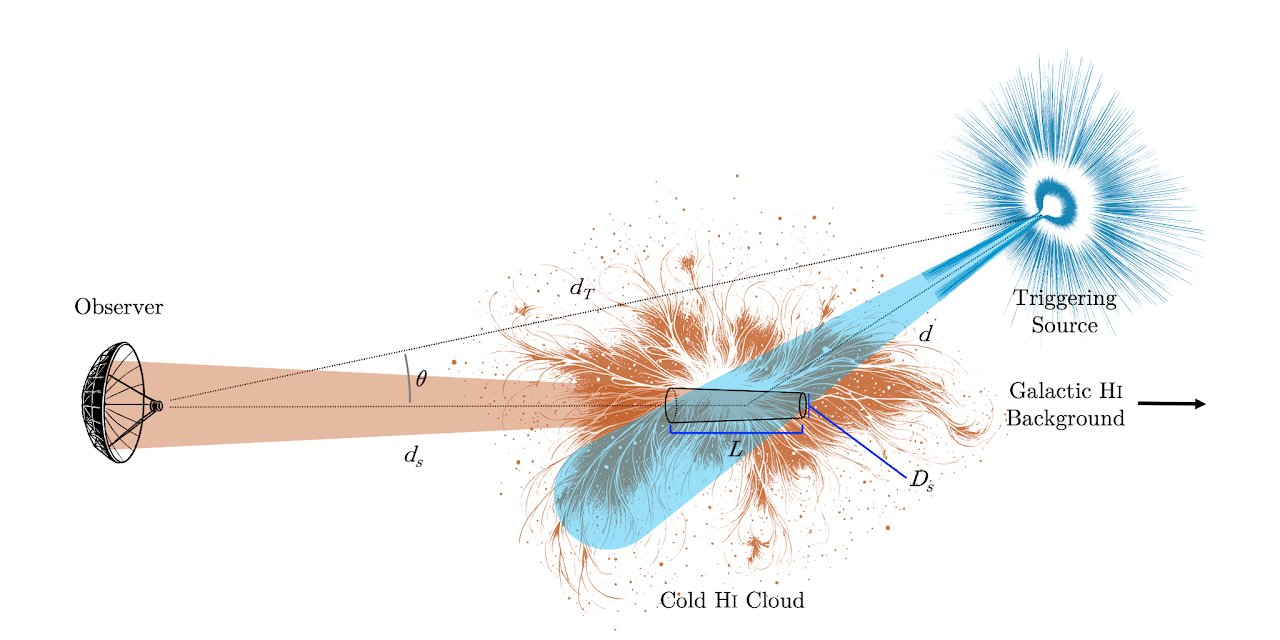 Observer
d_T
θ
d_s
Triggering
Source
d
Galactic HI
Background
L
D_s
Cold HI Cloud